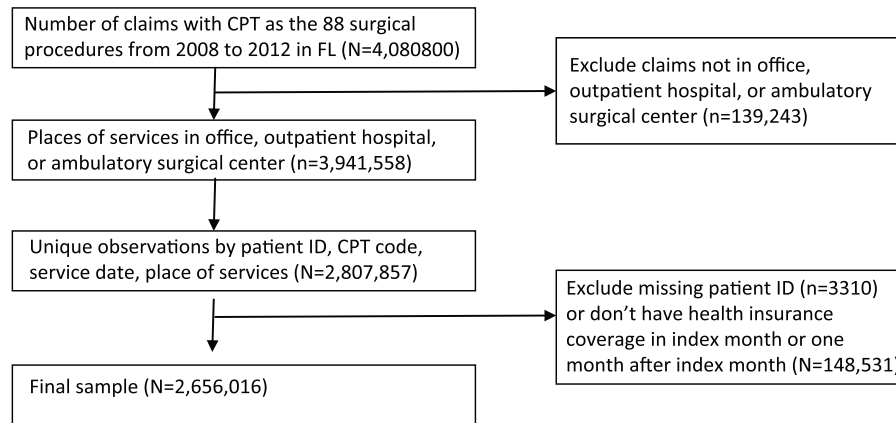 Number of claims with CPT as the 88 surgical
procedures from 2008 to 2012 in FL (N=4,080800)
Exclude claims not in office,
outpatient hospital, or ambulatory
surgical center (n=139,243)
Places of services in office, outpatient hospital,
or ambulatory surgical center (n=3,941,558)
Unique observations by patient ID, CPT code,
service date, place of services (N=2,807,857)
Exclude missing patient ID (n=3310)
or don’t have health insurance
coverage in index month or one
month after index month (N=148,531)
Final sample (N=2,656,016)